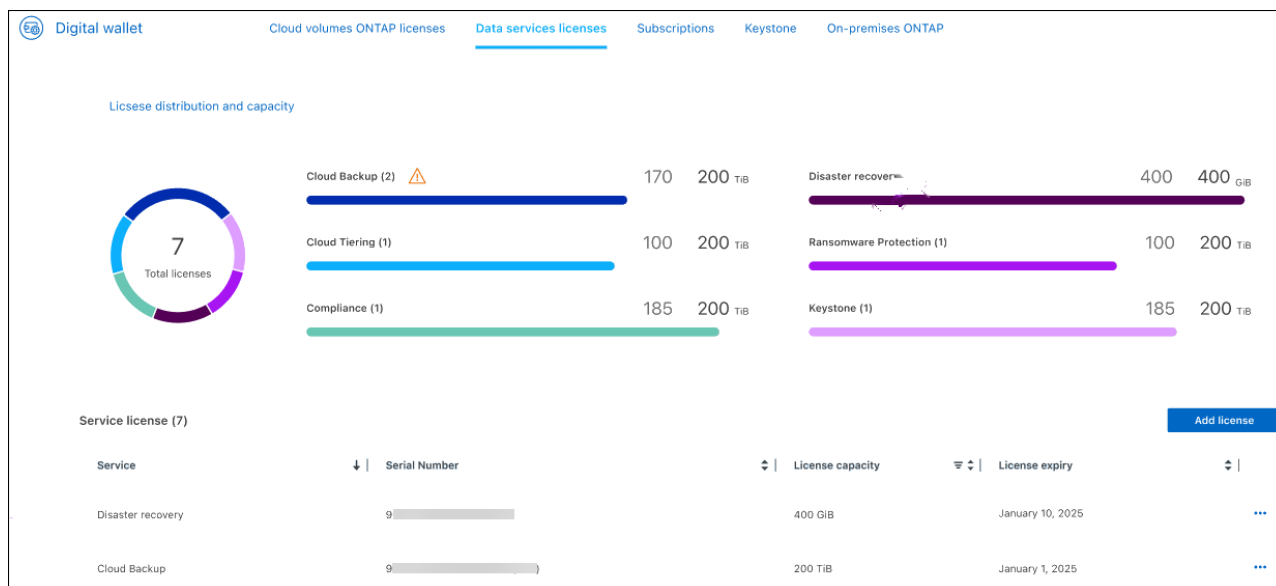 Digital wallet
Cloud volumes ONTAP licenses Data services licenses Subscriptions Keystone On-premises ONTAP
Licsese distribution and capacity
7
Total licenses
Cloud Backup (2) 170 200 TiB
Cloud Tiering (1) 100 200 TiB
Compliance (1) 185 200 TiB
Disaster recover 400 400 GiB
Ransomware Protection (1) 100 200 TiB
Keystone (1) 185 200 TiB
Service license (7) Add license
Service Serial Number License capacity License expiry
Disaster recovery 9 400 GiB January 10, 2025
Cloud Backup 9 ) 200 TiB January 1, 2025